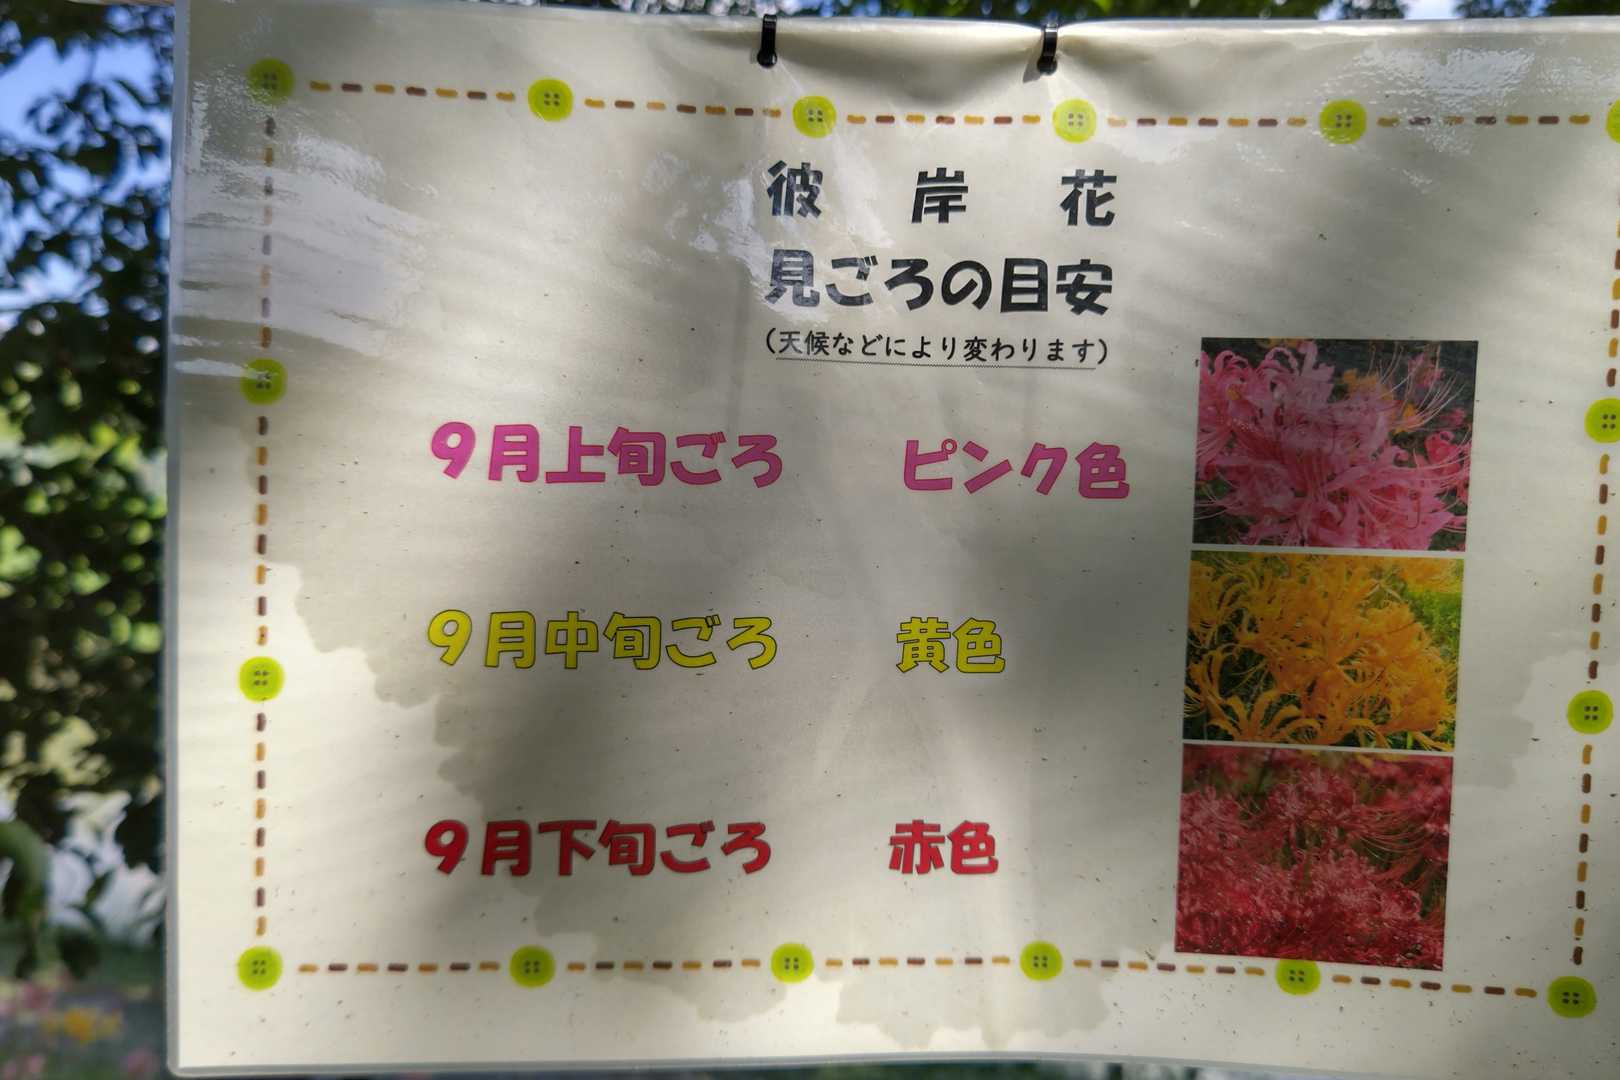 彼岸花
見ごろの目安
（天候などにより変わります）
9月上旬ごろ ピンク色
9月中旬ごろ 黄色
9月下旬ごろ 赤色